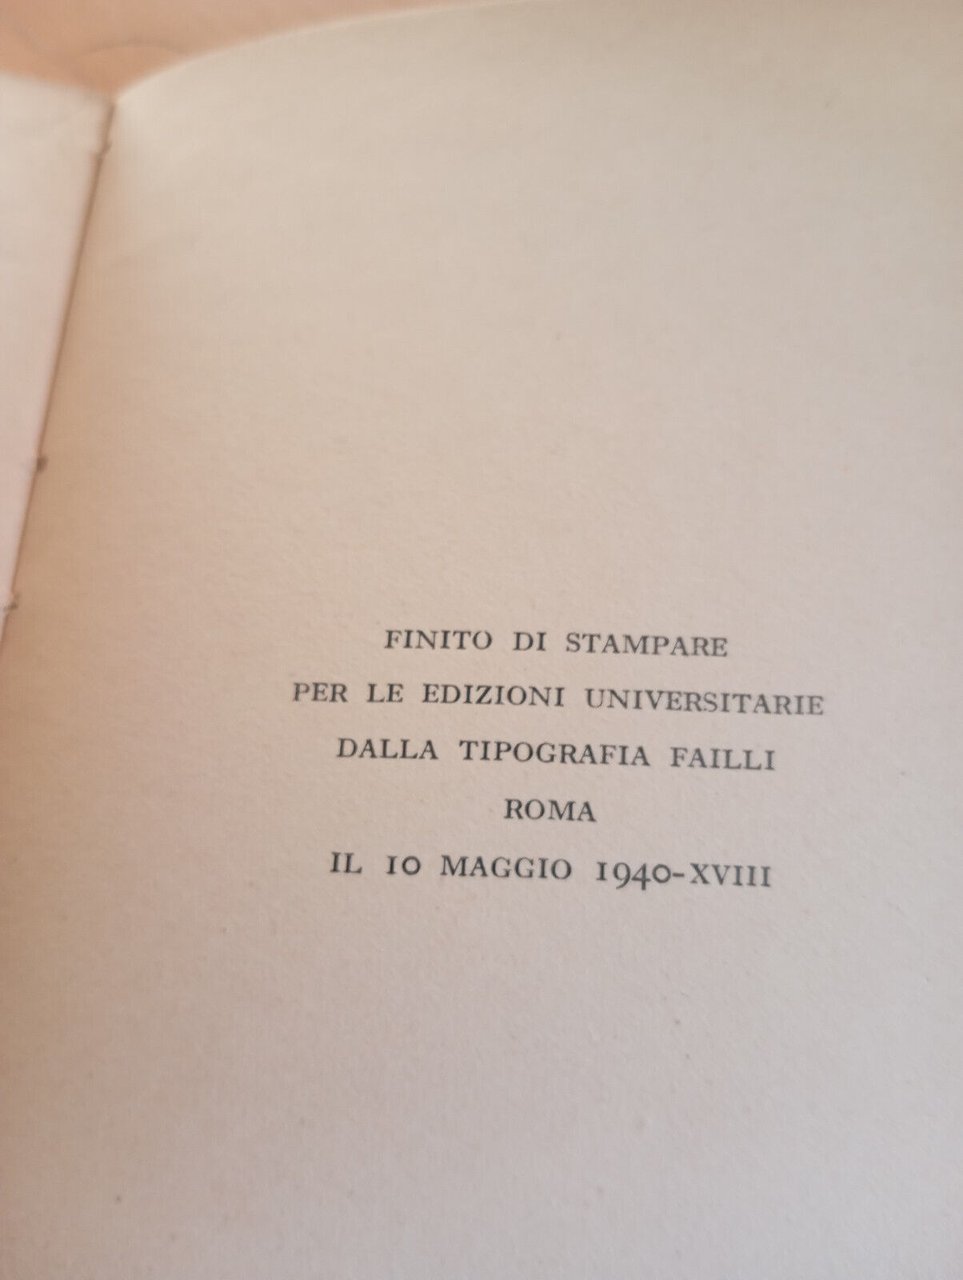 FINITO DI STAMPARE
PER LE EDIZIONI UNIVERSITARIE
DALLA TIPOGRAFIA FAILLI
ROMA
IL 10 MAGGIO 1940-XVIII